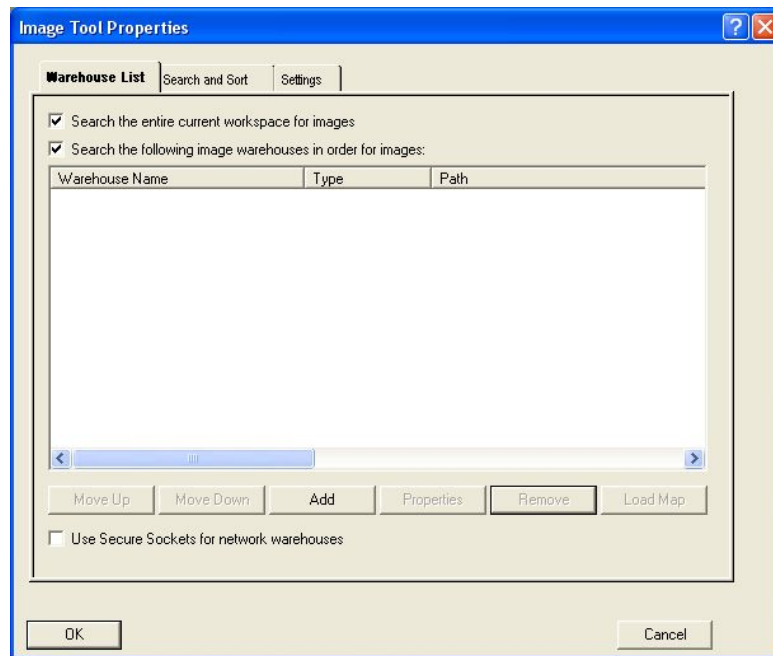 Image Tool Properties
Warehouse List Search and Sort Settings
Search the entire current workspace for images
Search the following image warehouses in order for images:
Warehouse Name Type Path
Move Up Move Down Add Properties Remove Load Map
Use Secure Sockets for network warehouses
OK Cancel